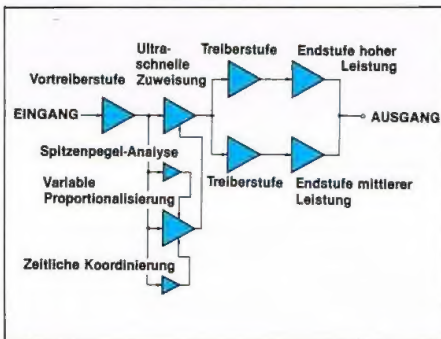 Ultra-
schnelle
Zuweisung
Treiberstufe
Endstufe hoher
Leistung
Vortreiberstufe
EINGANG
AUSGANG
Spitzenpegel-Analyse
Variable
Proportionalisierung
Treiberstufe
Endstufe mittlerer
Leistung
Zeitliche Koordinierung